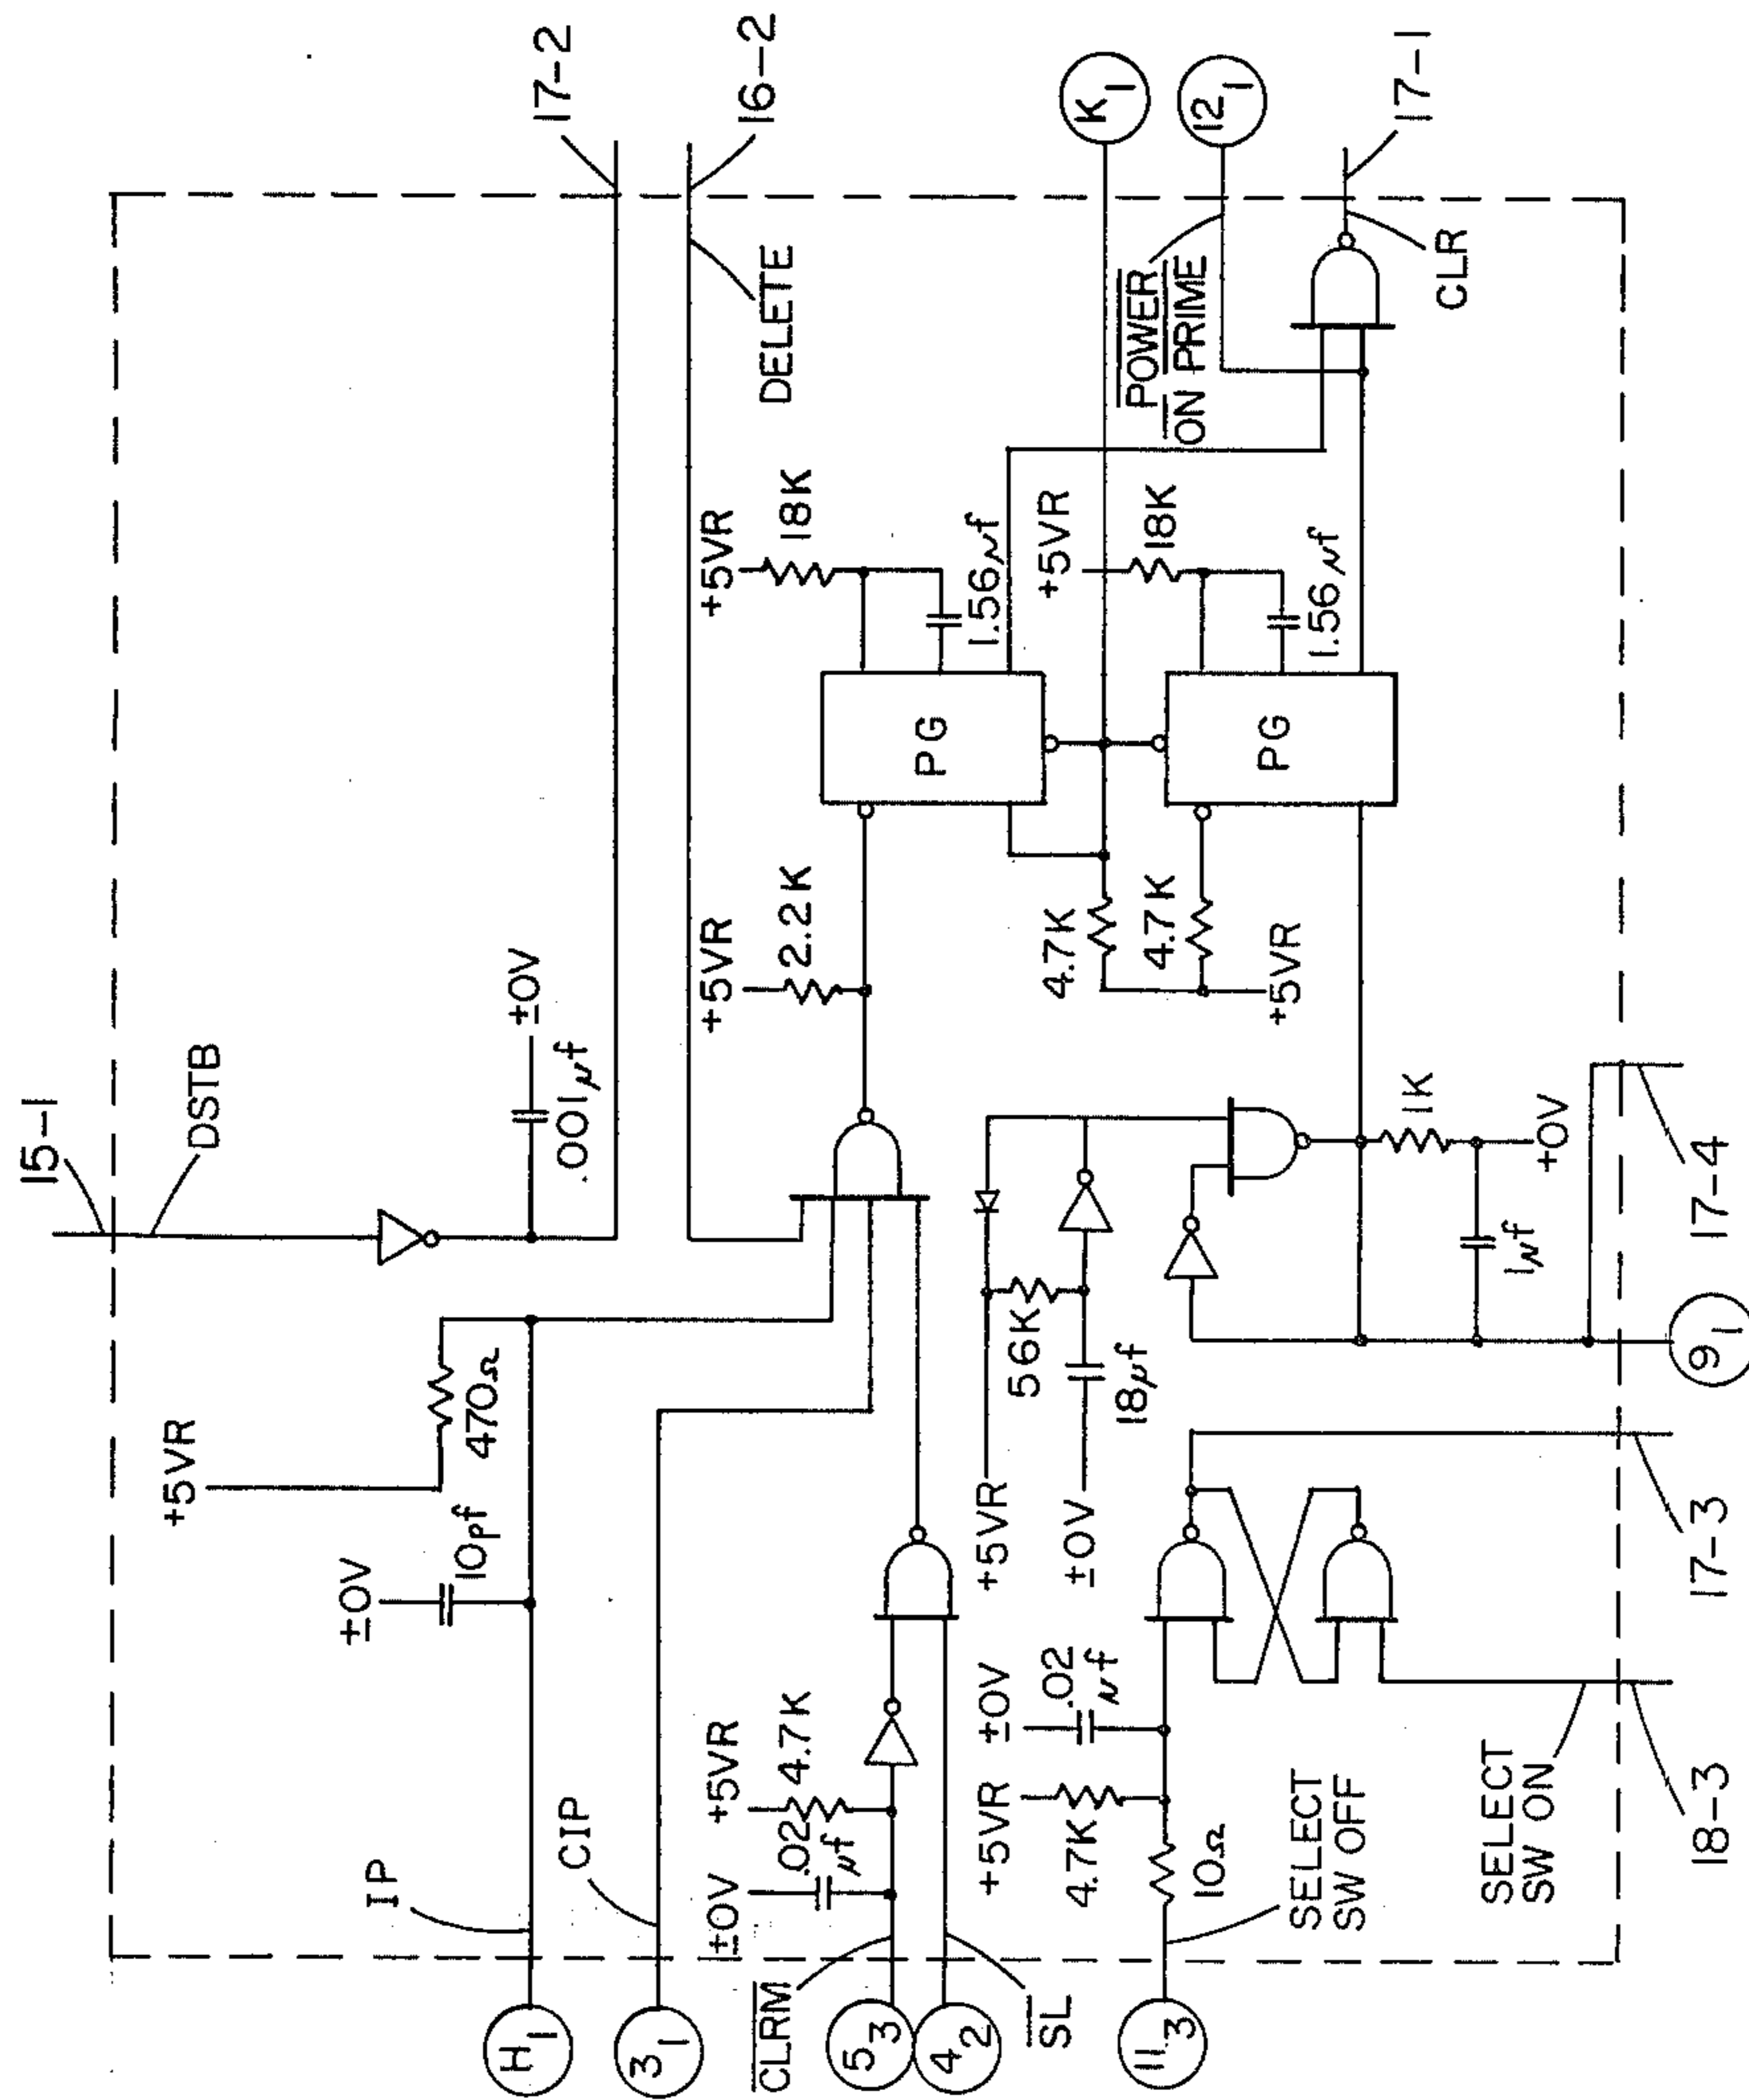 15-1
DSTB
17-2
16-2
DELETE
±0V
.001μf
+5VR
470Ω
±0V
10pf
IP
H1
CIP
31
+5VR
2.2K
+5VR
18K
1.56μf
PG
K1
POWER
ON PRIME
121
+5VR
18K
1.56μf
PG
CLR
17-1
4.7K
4.7K
+5VR
±0V
.02
μf
+5VR
4.7K
CLRM
53
42
SL
+5VR
56K
±0V
18μf
1K
+0V
1μf
17-4
91
+5VR
4.7K
±0V
.02
μf
10Ω
113
SELECT
SW OFF
SELECT
SW ON
18-3
17-3